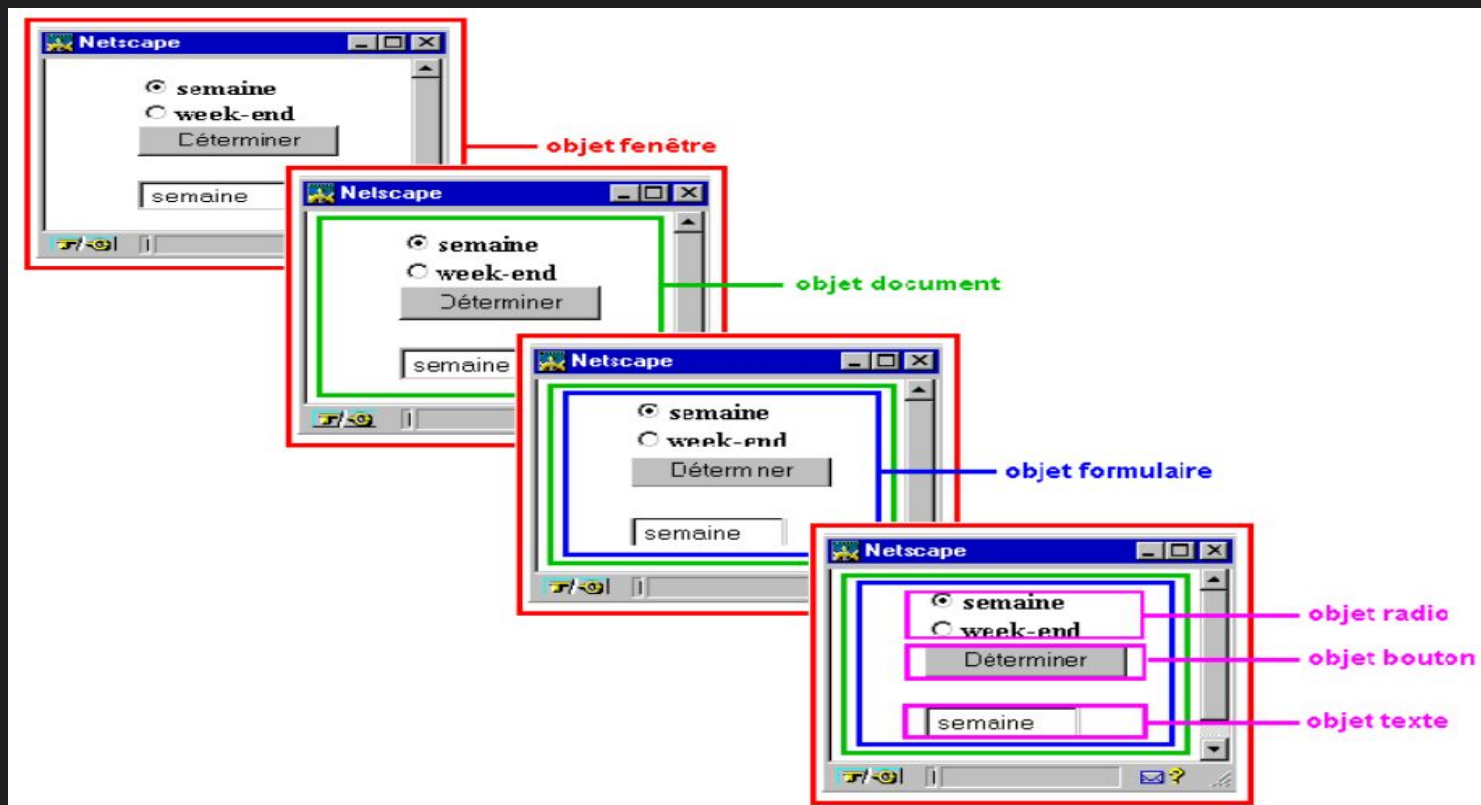 Netscape
semaine
week-end
Déterminer
semaine
objet fenêtre
Netscape
semaine
week-end
Déterminer
semaine
objet document
Netscape
semaine
week-end
Déterminer
semaine
objet formulaire
Netscape
semaine
week-end
Déterminer
semaine
objet radio
objet bouton
objet texte